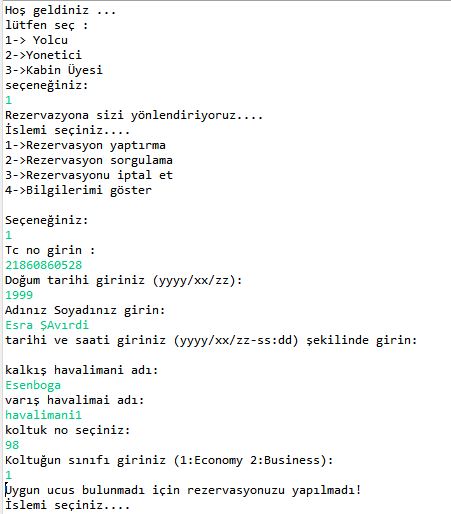 Hoş geldiniz ...
lütfen seç :
1-> Yolcu
2->Yonetici
3->Kabin Üyesi
seçeneğiniz:
1
Rezervazyona sizi yönlendiriyoruz....
İslemi seçiniz....
1->Rezervasyon yaptırma
2->Rezervasyon sorgulama
3->Rezervasyonu iptal et
4->Bilgilerimi göster
Seçeneğiniz:
1
Tc no girin :
21860860528
Doğum tarihi giriniz (yyyy/xx/zz):
1999
Adınız Soyadınız girin:
Esra ŞAvırdi
tarihi ve saati giriniz (yyyy/xx/zz-ss:dd) şekilinde girin:
kalkış havalimani adı:
Esenboga
varış havalimai adı:
havalimani1
koltuk no seçiniz:
98
Koltuğun sınıfı giriniz (1:Economy 2:Business):
1
Uygun ucus bulunmadı için rezervasyonuzu yapılmadı!
İslemi seçiniz....